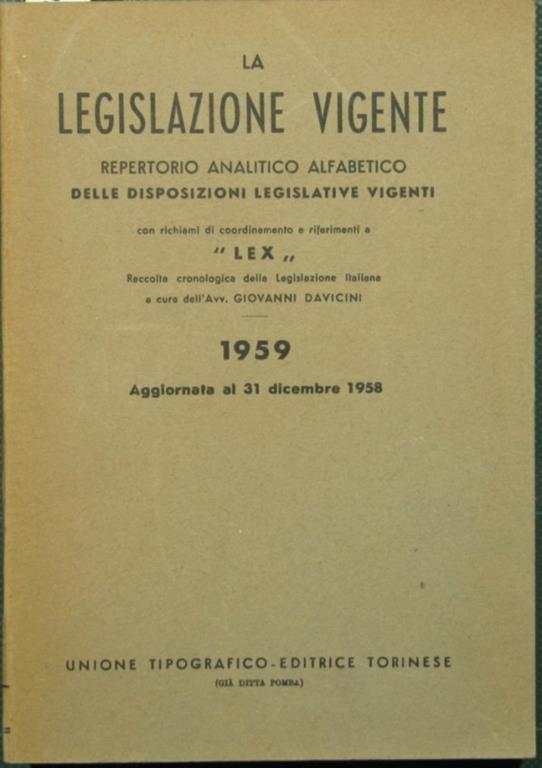 LA
LEGISLAZIONE VIGENTE
REPERTORIO ANALITICO ALFABETICO
DELLE DISPOSIZIONI LEGISLATIVE VIGENTI
con richiami di coordinamento e riferimenti a
“ LEX „
Raccolta cronologica della Legislazione Italiana
a cura dell'Avv. GIOVANNI DAVICINI
1959
Aggiornata al 31 dicembre 1958
UNIONE TIPOGRAFICO-EDITRICE TORINESE
(GIÀ DITTA POMBA)